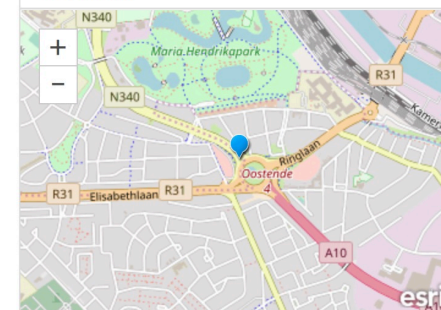 N340
+
Maria Hendrikapark
−
R31
N340
Ringlaan
Oostende
4
R31
Elisabethlaan
R31
A10
esri